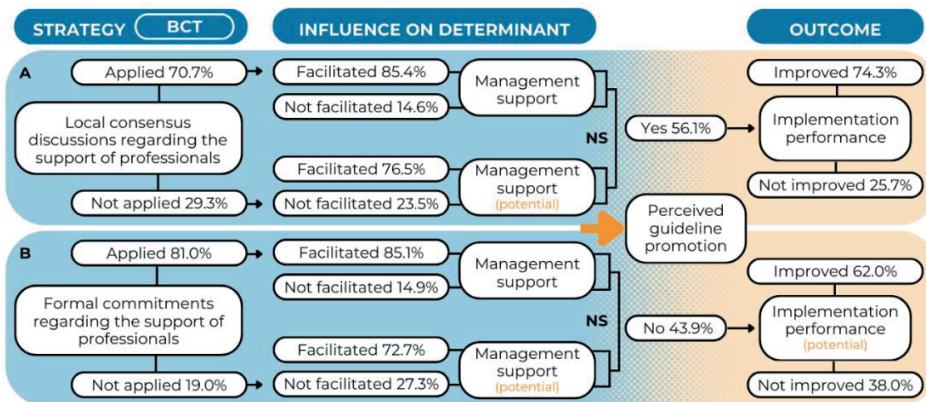 STRATEGY BCT
INFLUENCE ON DETERMINANT
OUTCOME
A
Applied 70.7%
Local consensus
discussions regarding the
support of professionals
Not applied 29.3%
Facilitated 85.4%
Not facilitated 14.6%
Management
support
NS
Facilitated 76.5%
Not facilitated 23.5%
Management
support
(potential)
Yes 56.1%
Improved 74.3%
Implementation
performance
Not improved 25.7%
Perceived
guideline
promotion
B
Applied 81.0%
Formal commitments
regarding the support of
professionals
Not applied 19.0%
Facilitated 85.1%
Not facilitated 14.9%
Management
support
NS
Facilitated 72.7%
Not facilitated 27.3%
Management
support
(potential)
No 43.9%
Improved 62.0%
Implementation
performance
(potential)
Not improved 38.0%